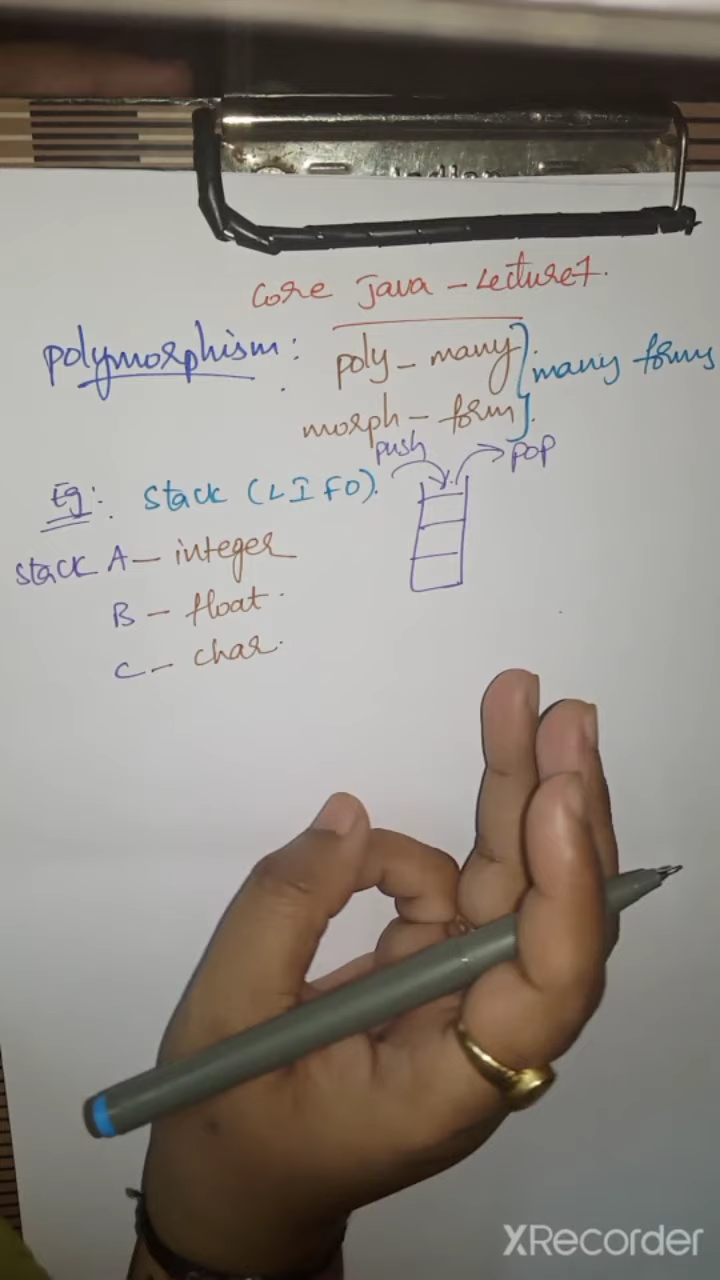 Core Java - Lecture 7.
polymorphism: poly - many
morph - form
many forms
push
pop
Eg: Stack (LIFO).
Stack A - integer
B - float.
C - char.
XRecorder